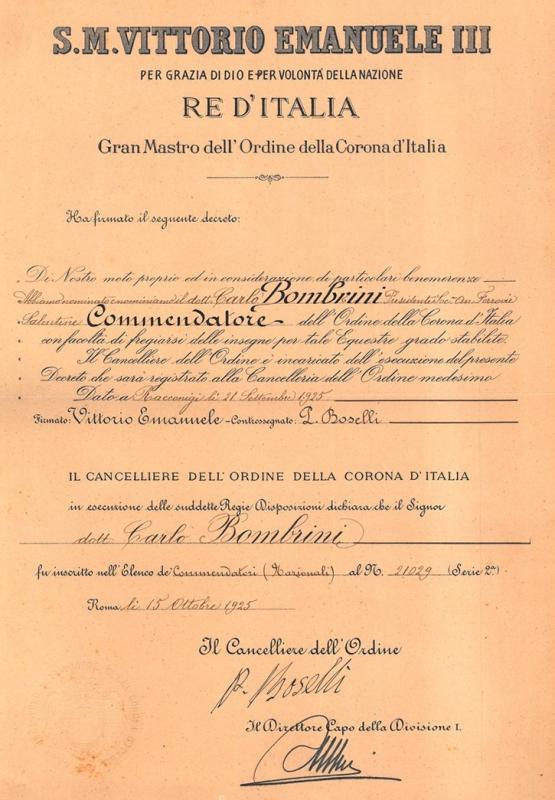 S.M. VITTORIO EMANUELE III
PER GRAZIA DI DIO E PER VOLONTÀ DELLA NAZIONE
RE D'ITALIA
Gran Mastro dell'Ordine della Corona d'Italia
Ha firmato il seguente decreto:
Di Nostro moto proprio ed in considerazione di particolari benemerenze
Abbiamo nominato e nominiamo il dott. Carlo Bombrini Presidente Soc. An. Ferrovie
Salentine Commendatore - dell'Ordine della Corona d'Italia
con facoltà di fregiarsi delle insegne per tale Equestre grado stabilite.
Il Cancelliere dell'Ordine è incaricato dell'esecuzione del presente
Decreto che sarà registrato alla Cancelleria dell'Ordine medesimo
Dato a Racconigi li 21 Settembre 1925
Firmato: Vittorio Emanuele - Controssegnato: P. Boselli
IL CANCELLIERE DELL'ORDINE DELLA CORONA D'ITALIA
in esecuzione delle suddette Regie Disposizioni dichiara che il Signor
dott. Carlo Bombrini
fu inscritto nell'Elenco de' Commendatori (Nazionali) al N. 21029 (Serie 2ª)
Roma, li 15 Ottobre 1925
Il Cancelliere dell'Ordine
P. Boselli
Il Direttore Capo della Divisione I.